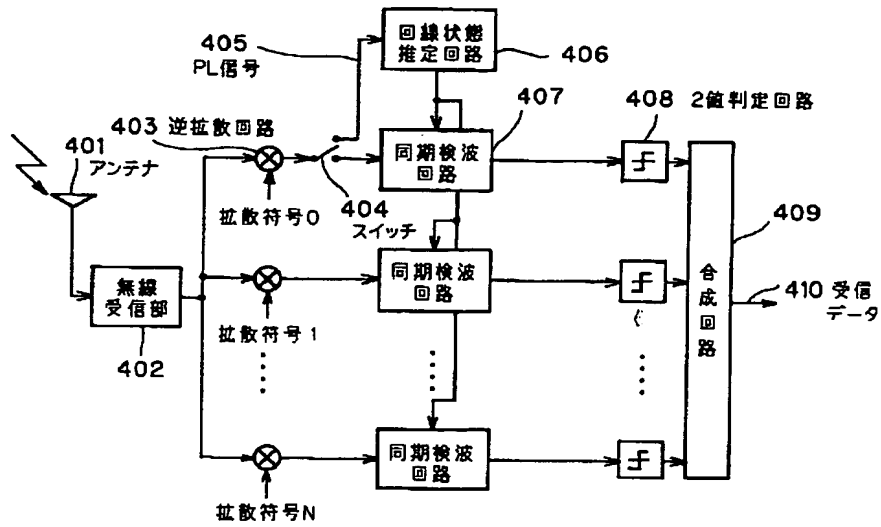 405
PL信号
回線状態
推定回路
406
407
408 2値判定回路
403 逆拡散回路
401
アンテナ
同期検波
回路
拡散符号0
404
スイッチ
409
無線
受信部
402
同期検波
回路
拡散符号1
合成回路
410 受信
データ
同期検波
回路
拡散符号N